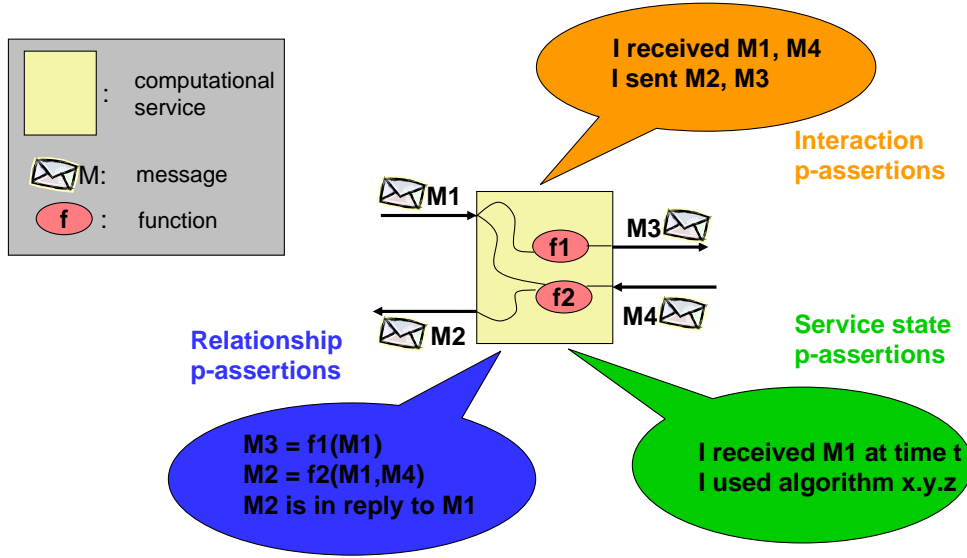 : computational
service
M: message
f : function
I received M1, M4
I sent M2, M3
Interaction
p-assertions
M1
f1
M3
f2
M2
M4
Relationship
p-assertions
Service state
p-assertions
M3 = f1(M1)
M2 = f2(M1,M4)
M2 is in reply to M1
I received M1 at time t
I used algorithm x.y.z